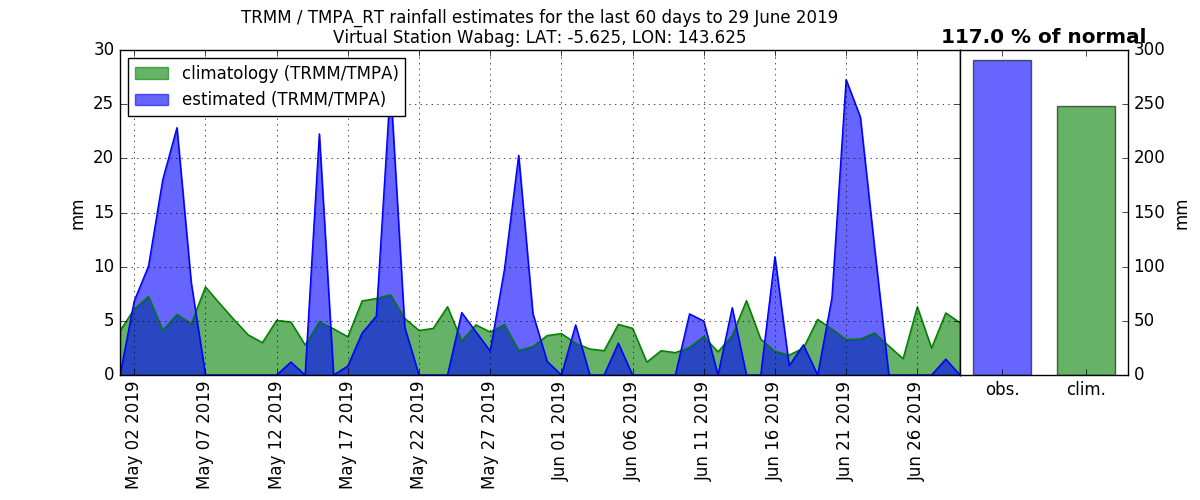 TRMM / TMPA_RT rainfall estimates for the last 60 days to 29 June 2019
Virtual Station Wabag: LAT: -5.625, LON: 143.625
117.0 % of normal
climatology (TRMM/TMPA)
estimated (TRMM/TMPA)
30
25
20
15
10
5
0
mm
May 02 2019
May 07 2019
May 12 2019
May 17 2019
May 22 2019
May 27 2019
Jun 01 2019
Jun 06 2019
Jun 11 2019
Jun 16 2019
Jun 21 2019
Jun 26 2019
obs.
clim.
300
250
200
150
100
50
0
mm